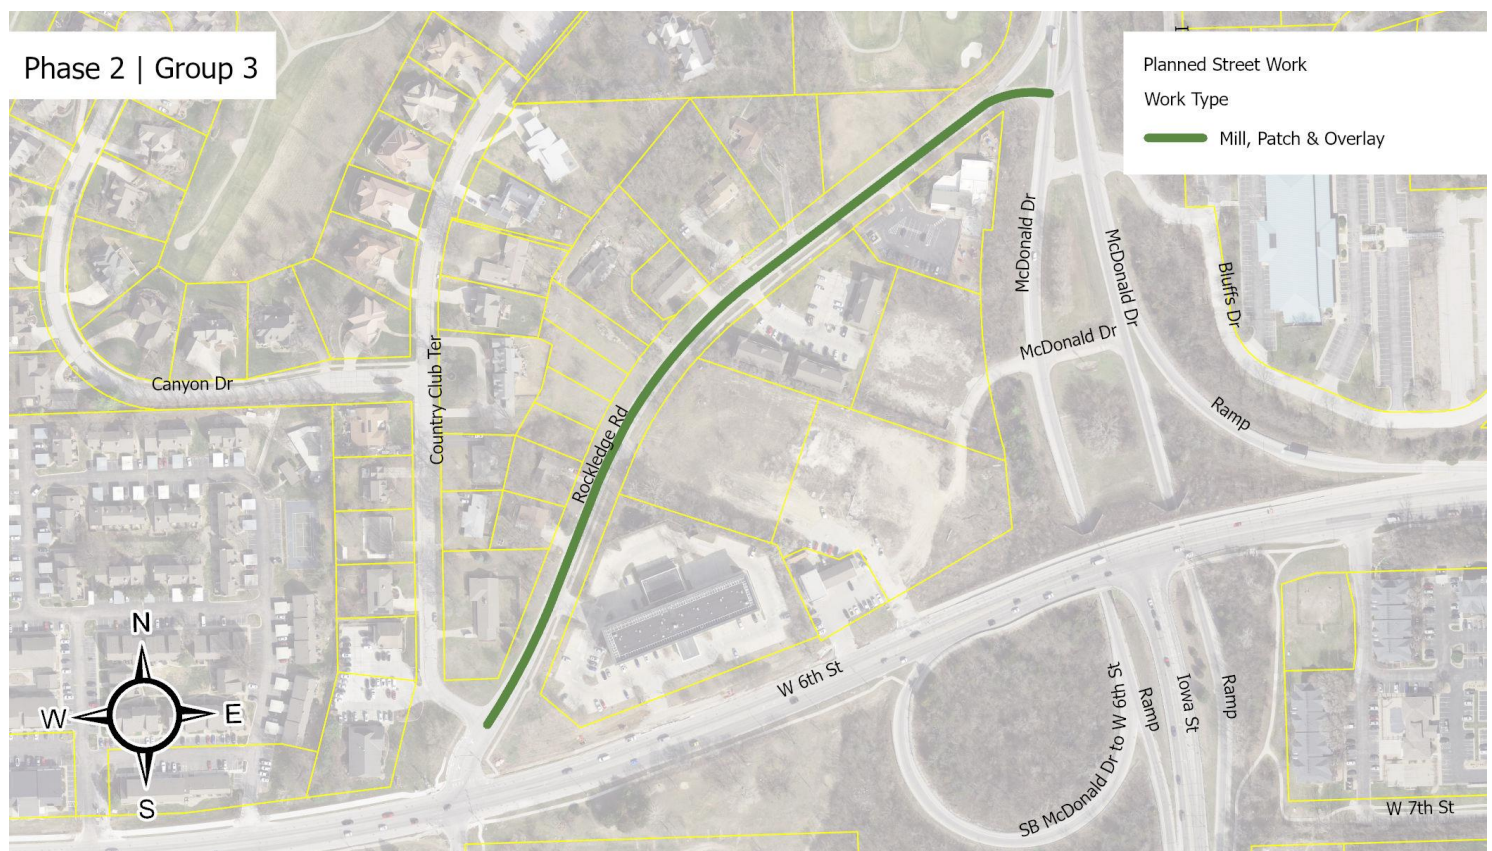 Phase 2 | Group 3
Planned Street Work
Work Type
Mill, Patch & Overlay
McDonald Dr
McDonald Dr
Bluffs Dr
McDonald Dr
Canyon Dr
Country Club Ter
Rockledge Rd
Ramp
N
W
E
S
W 6th St
SB McDonald Dr to W 6th St
Ramp
Iowa St
Ramp
W 7th St